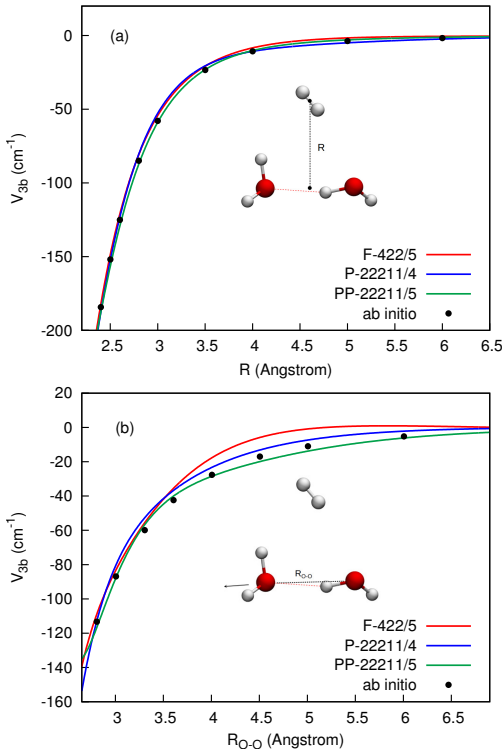 (a)
0
-50
-100
-150
-200
V3b (cm-1)
R
F-422/5
P-22211/4
PP-22211/5
ab initio
2.5 3 3.5 4 4.5 5 5.5 6 6.5
R (Angstrom)
(b)
20
0
-20
-40
-60
-80
-100
-120
-140
-160
V3b (cm-1)
RO-O
F-422/5
P-22211/4
PP-22211/5
ab initio
3 3.5 4 4.5 5 5.5 6 6.5
RO-O (Angstrom)